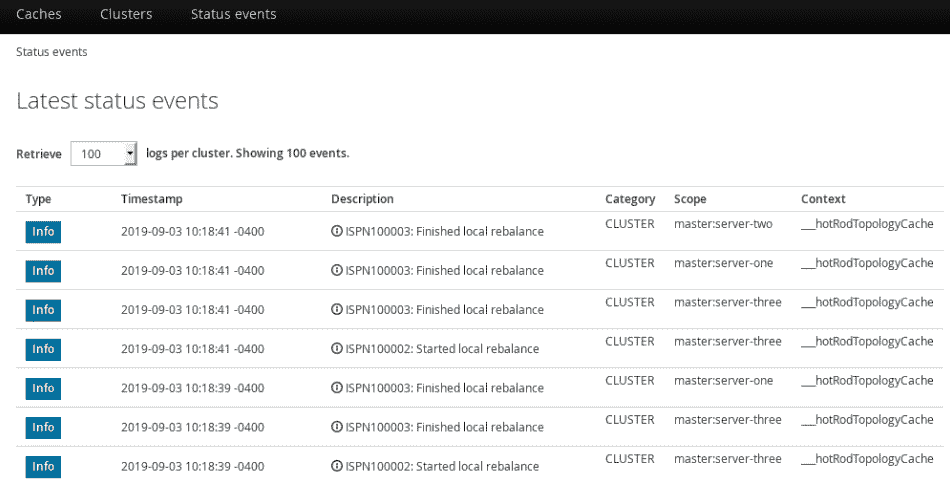 Caches Clusters Status events
Status events
Latest status events
Retrieve 100 logs per cluster. Showing 100 events.
Type Timestamp Description Category Scope Context
Info 2019-09-03 10:18:41 -0400 ISPN100003: Finished local rebalance CLUSTER master:server-two ___hotRodTopologyCache
Info 2019-09-03 10:18:41 -0400 ISPN100003: Finished local rebalance CLUSTER master:server-one ___hotRodTopologyCache
Info 2019-09-03 10:18:41 -0400 ISPN100003: Finished local rebalance CLUSTER master:server-three ___hotRodTopologyCache
Info 2019-09-03 10:18:41 -0400 ISPN100002: Started local rebalance CLUSTER master:server-three ___hotRodTopologyCache
Info 2019-09-03 10:18:39 -0400 ISPN100003: Finished local rebalance CLUSTER master:server-one ___hotRodTopologyCache
Info 2019-09-03 10:18:39 -0400 ISPN100003: Finished local rebalance CLUSTER master:server-three ___hotRodTopologyCache
Info 2019-09-03 10:18:39 -0400 ISPN100002: Started local rebalance CLUSTER master:server-three ___hotRodTopologyCache